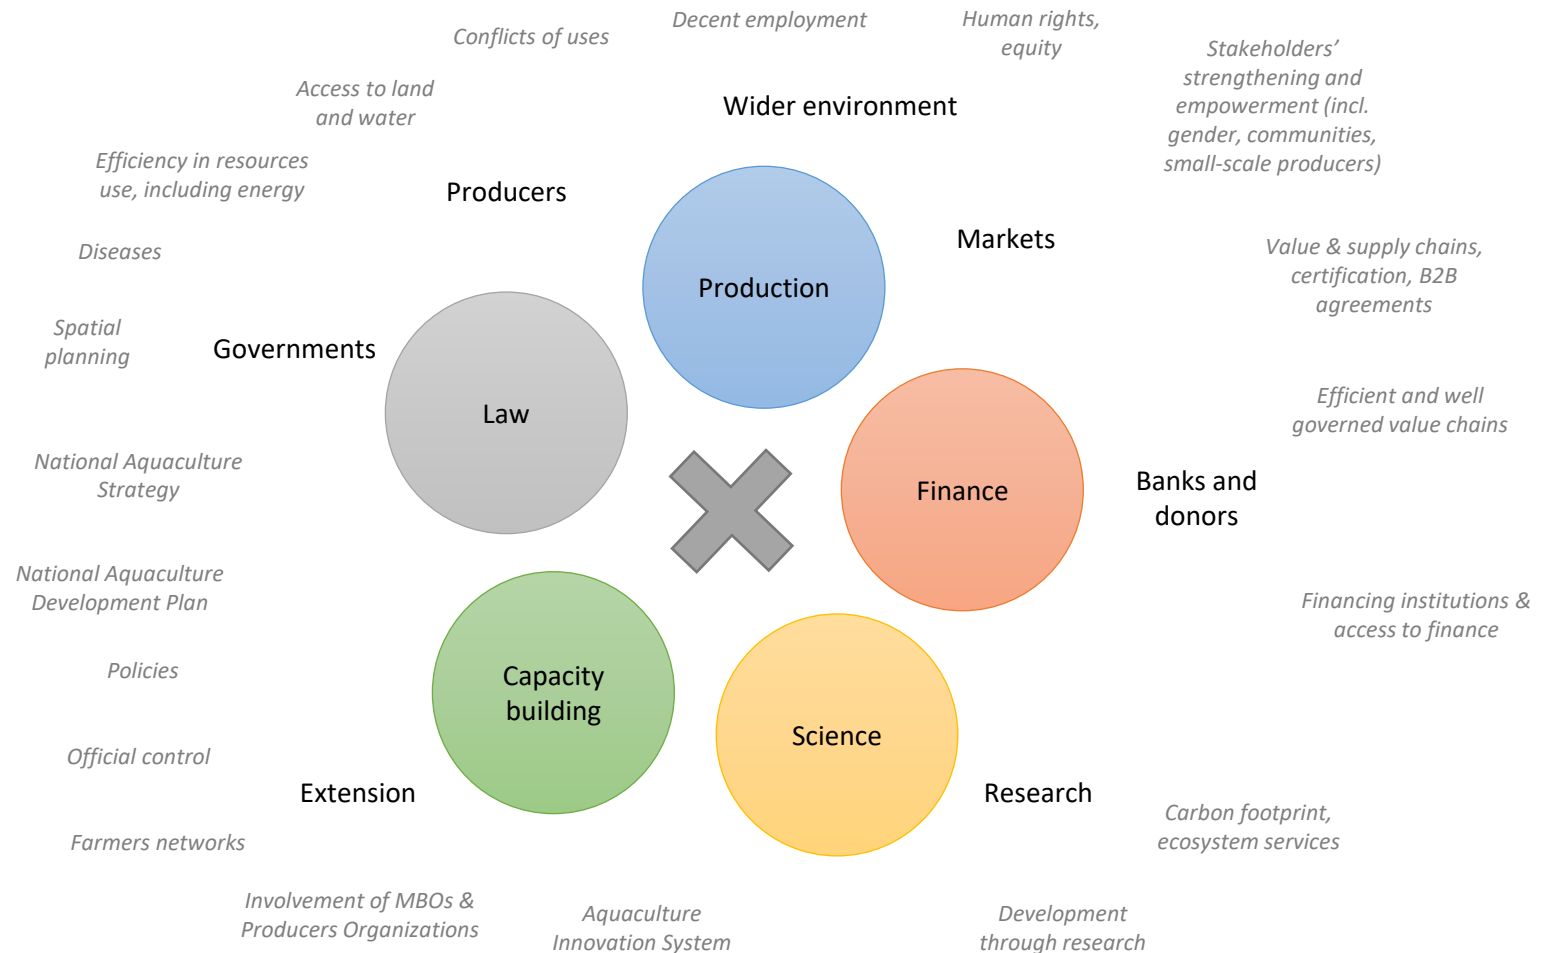 Decent employment
Human rights,
equity
Conflicts of uses
Stakeholders’
strengthening and
empowerment (incl.
gender, communities,
small-scale producers)
Access to land
and water
Wider environment
Efficiency in resources
use, including energy
Producers
Markets
Diseases
Value & supply chains,
certification, B2B
agreements
Production
Spatial
planning
Governments
Law
Efficient and well
governed value chains
National Aquaculture
Strategy
Finance
Banks and
donors
National Aquaculture
Development Plan
Financing institutions &
access to finance
Policies
Capacity
building
Science
Official control
Extension
Research
Farmers networks
Carbon footprint,
ecosystem services
Involvement of MBOs &
Producers Organizations
Aquaculture
Innovation System
Development
through research